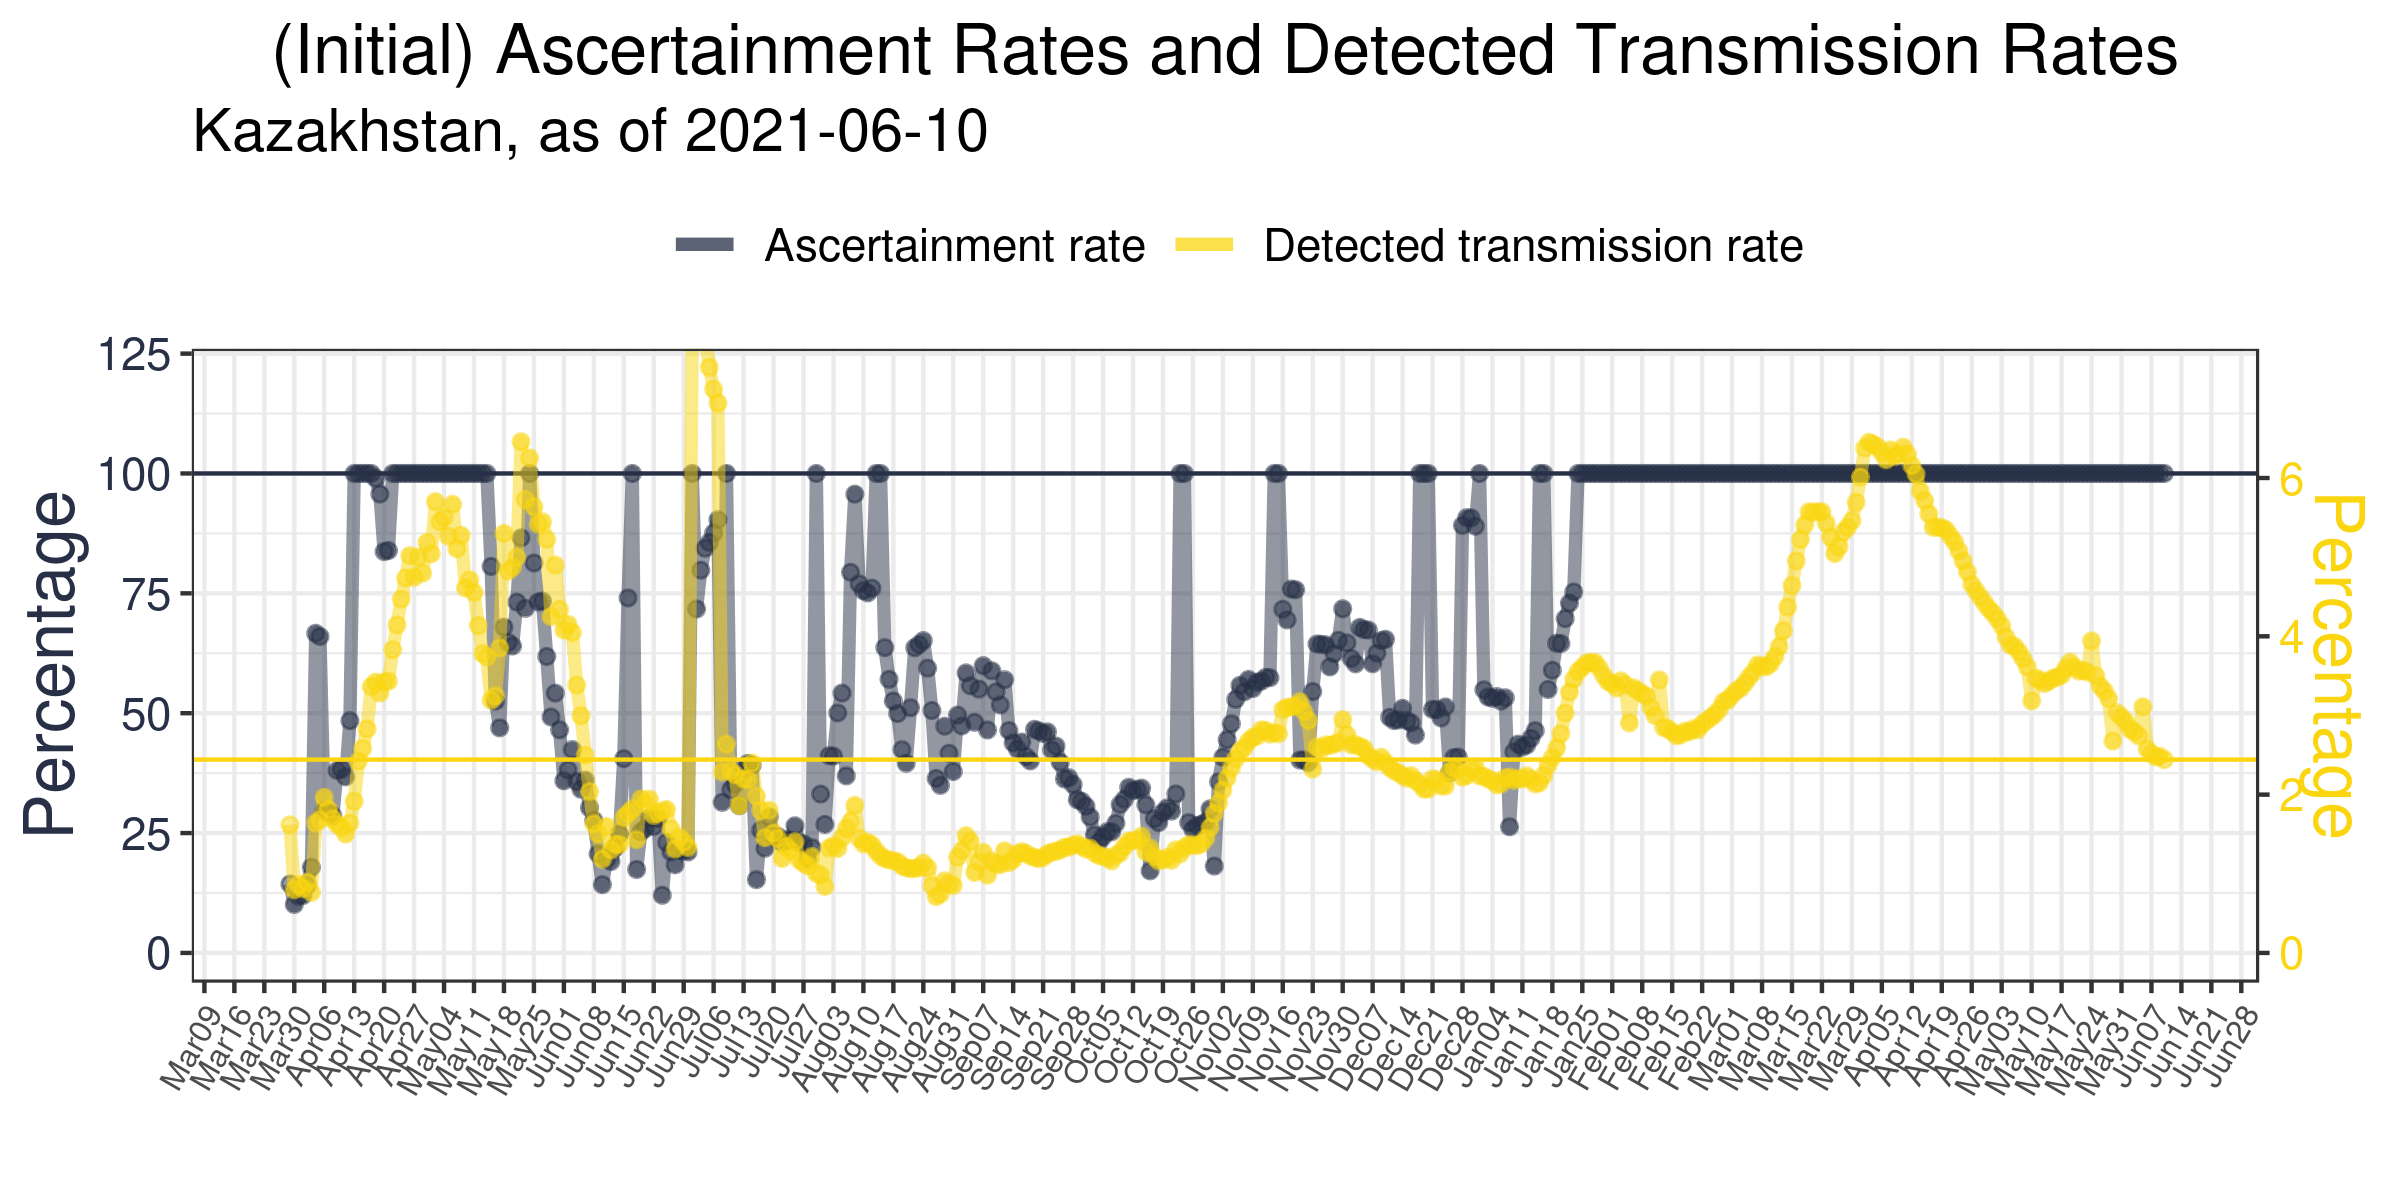 (Initial) Ascertainment Rates and Detected Transmission Rates
Kazakhstan, as of 2021-06-10
Ascertainment rate
Detected transmission rate
Percentage
125
100
75
50
25
0
6
4
2
0
Percentage
Mar09
Mar16
Mar23
Mar30
Apr06
Apr13
Apr20
Apr27
May04
May11
May18
May25
Jun01
Jun08
Jun15
Jun22
Jun29
Jul06
Jul13
Jul20
Jul27
Aug03
Aug10
Aug17
Aug24
Aug31
Sep07
Sep14
Sep21
Sep28
Oct05
Oct12
Oct19
Oct26
Nov02
Nov09
Nov16
Nov23
Nov30
Dec07
Dec14
Dec21
Dec28
Jan04
Jan11
Jan18
Jan25
Feb01
Feb08
Feb15
Feb22
Mar01
Mar08
Mar15
Mar22
Mar29
Apr05
Apr12
Apr19
Apr26
May03
May10
May17
May24
May31
Jun07
Jun14
Jun21
Jun28